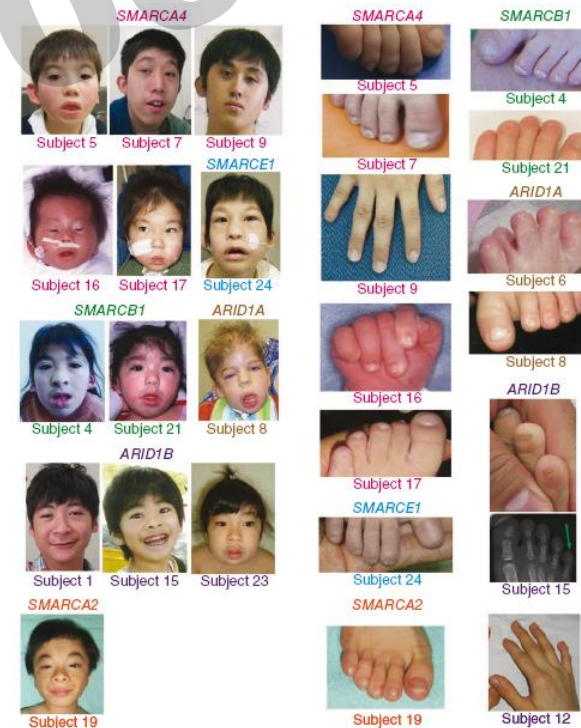 SMARCA4
Subject 5 Subject 7 Subject 9
SMARCE1
Subject 16 Subject 17 Subject 24
SMARCB1 ARID1A
Subject 4 Subject 21 Subject 8
ARID1B
Subject 1 Subject 15 Subject 23
SMARCA2
Subject 19
SMARCA4
Subject 5
Subject 7
Subject 9
Subject 16
Subject 17
SMARCE1
Subject 24
SMARCA2
Subject 19
SMARCB1
Subject 4
Subject 21
ARID1A
Subject 6
Subject 8
ARID1B
Subject 15
Subject 12